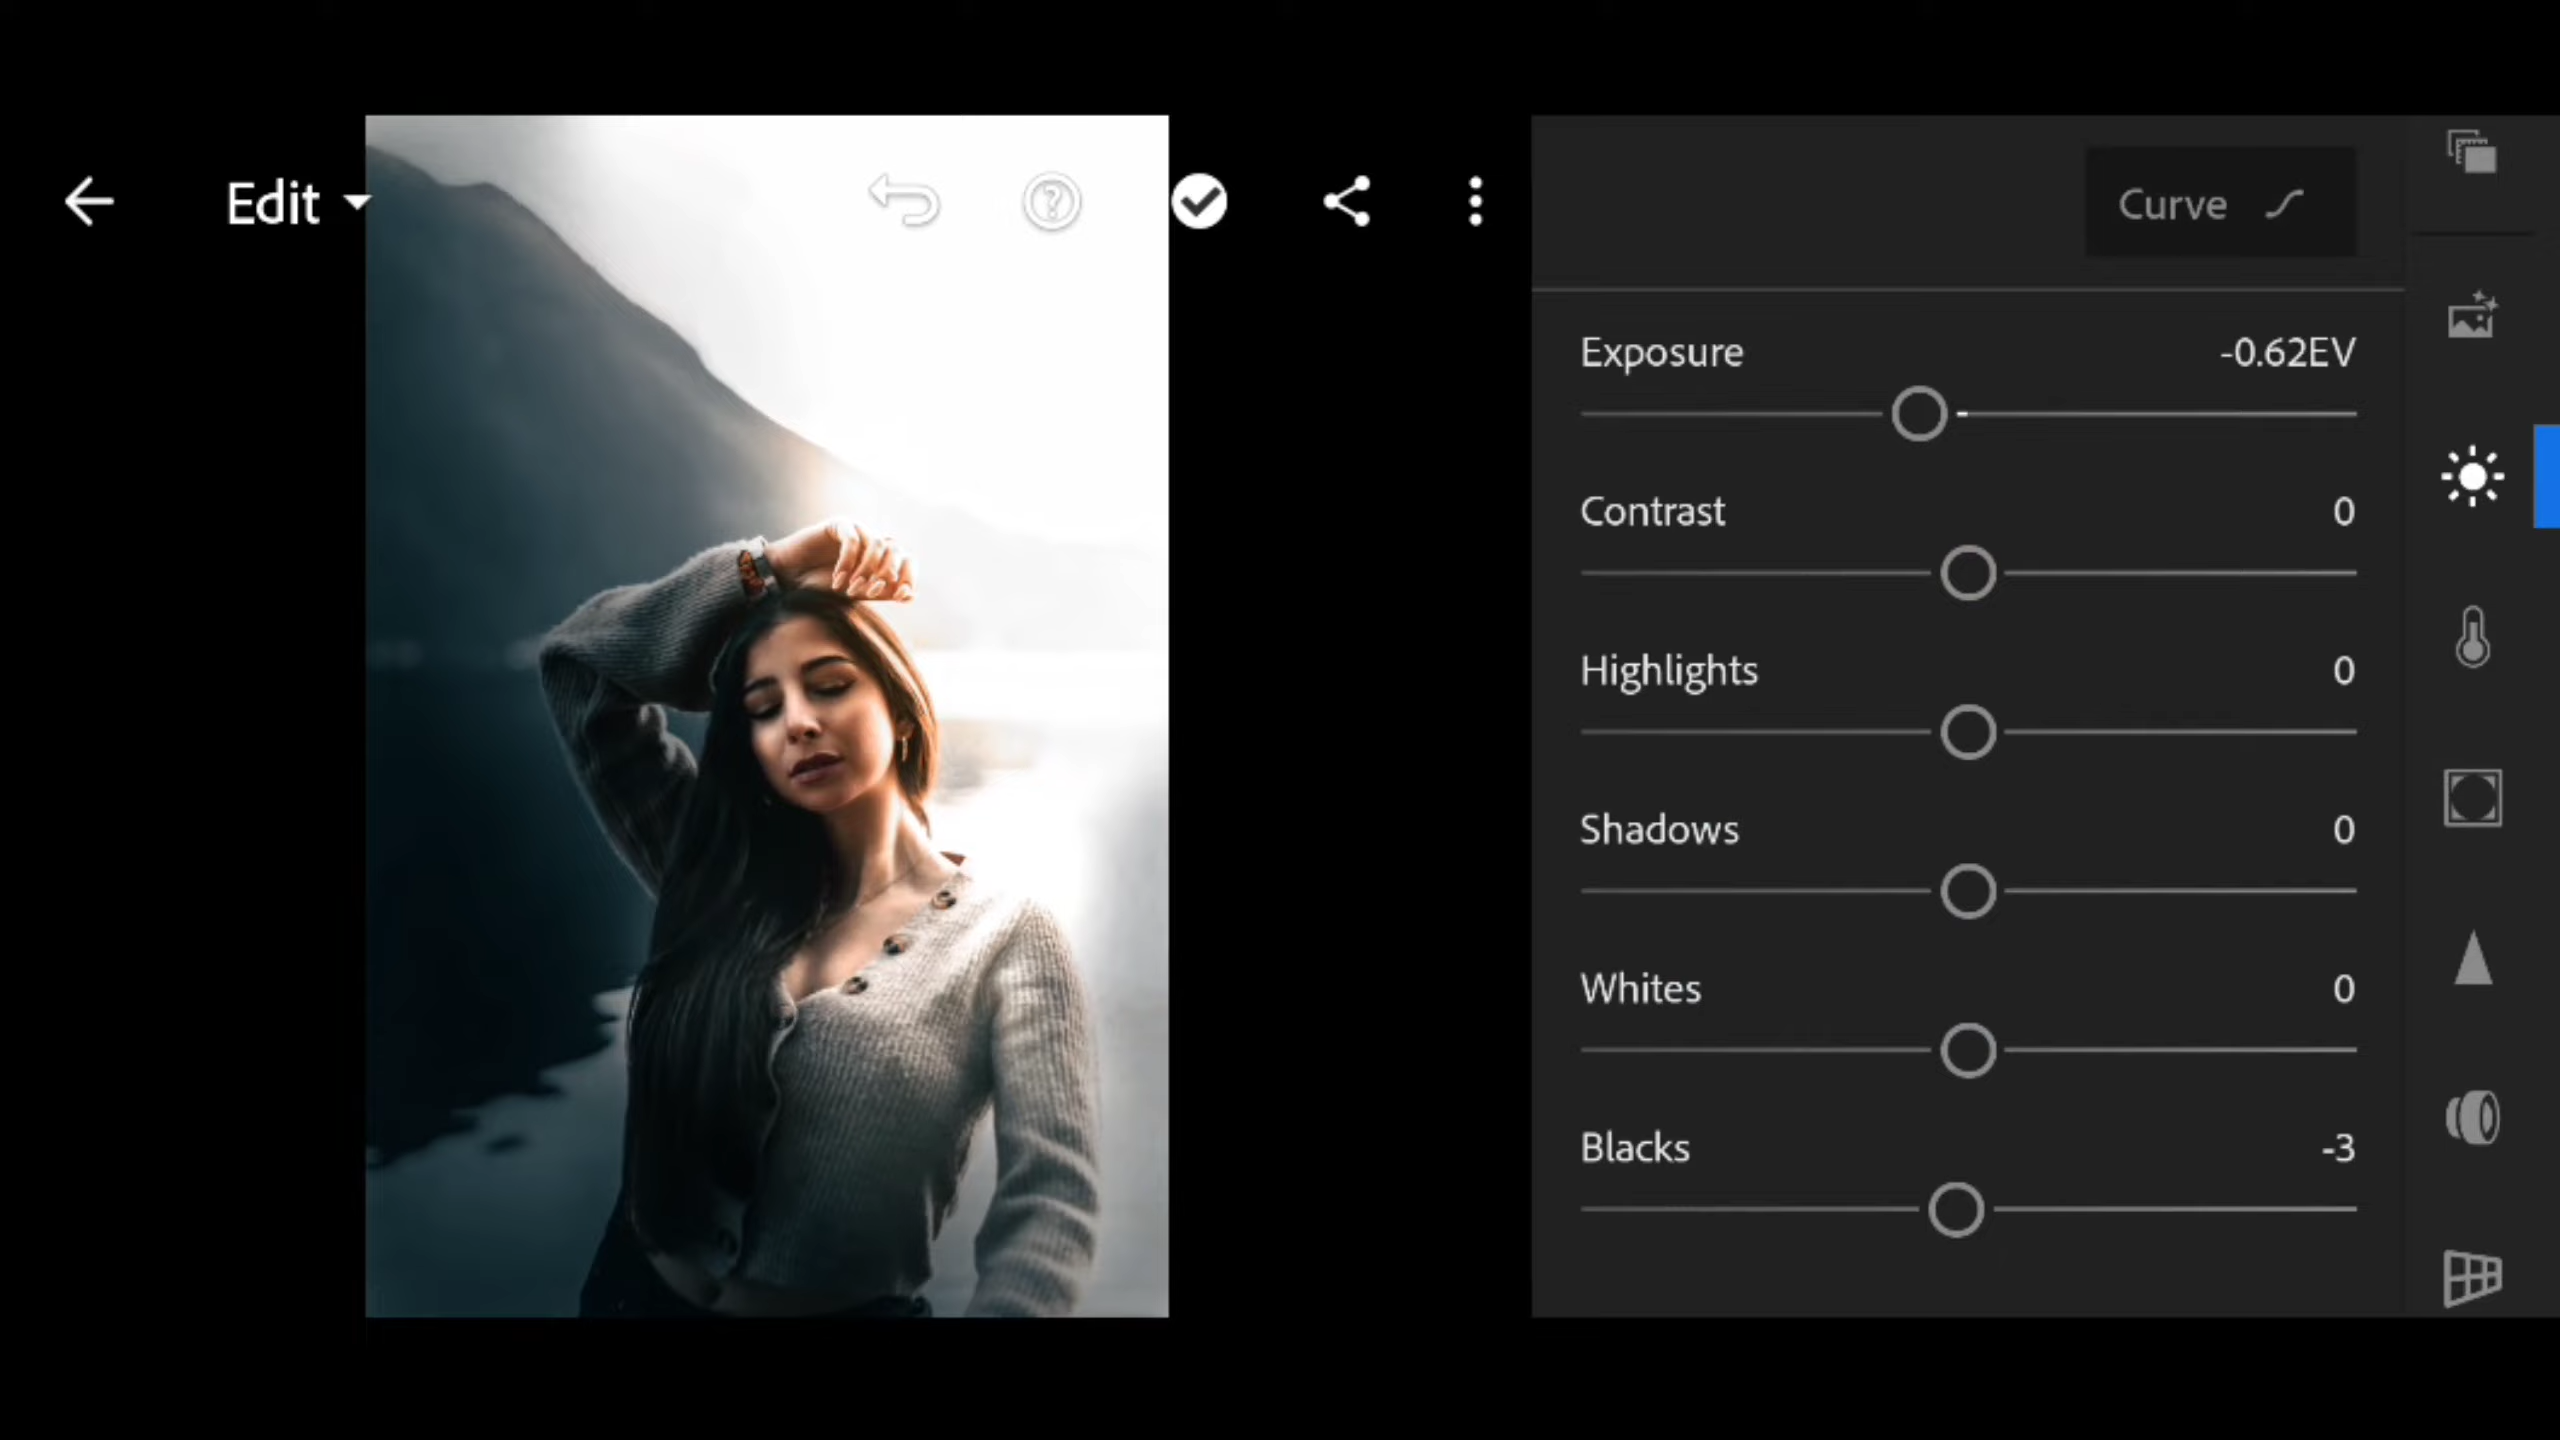 Edit
Curve
Exposure -0.62EV
Contrast 0
Highlights 0
Shadows 0
Whites 0
Blacks -3